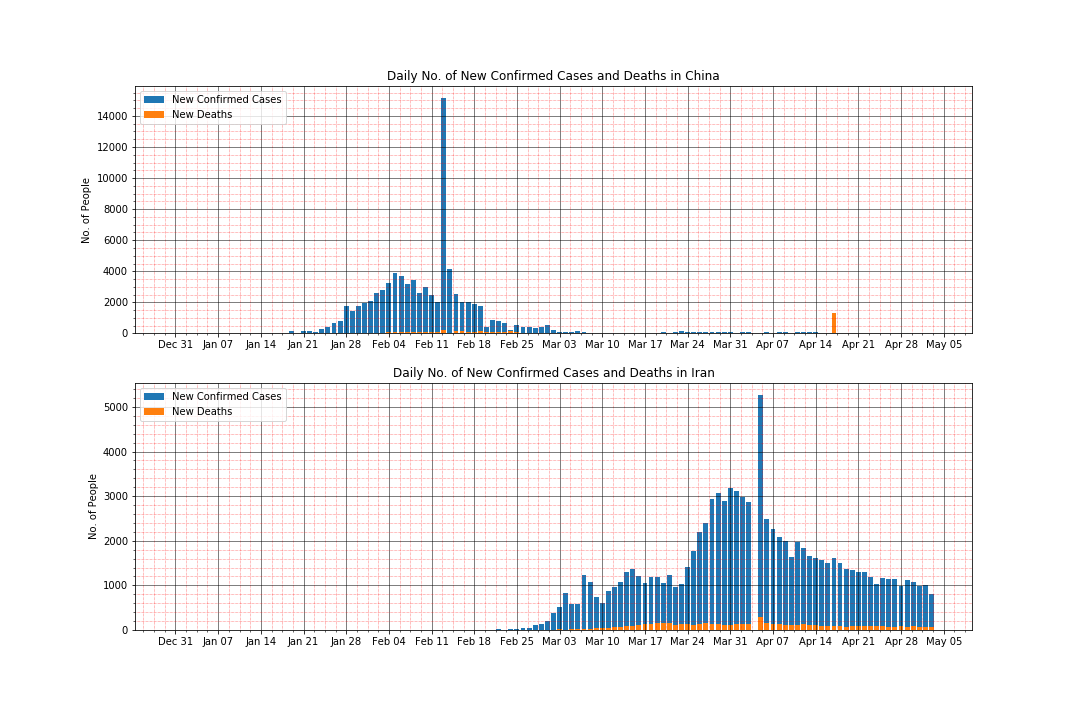 Daily No. of New Confirmed Cases and Deaths in China
New Confirmed Cases
New Deaths
No. of People
14000
12000
10000
8000
6000
4000
2000
0
Dec 31 Jan 07 Jan 14 Jan 21 Jan 28 Feb 04 Feb 11 Feb 18 Feb 25 Mar 03 Mar 10 Mar 17 Mar 24 Mar 31 Apr 07 Apr 14 Apr 21 Apr 28 May 05
Daily No. of New Confirmed Cases and Deaths in Iran
New Confirmed Cases
New Deaths
No. of People
5000
4000
3000
2000
1000
0
Dec 31 Jan 07 Jan 14 Jan 21 Jan 28 Feb 04 Feb 11 Feb 18 Feb 25 Mar 03 Mar 10 Mar 17 Mar 24 Mar 31 Apr 07 Apr 14 Apr 21 Apr 28 May 05